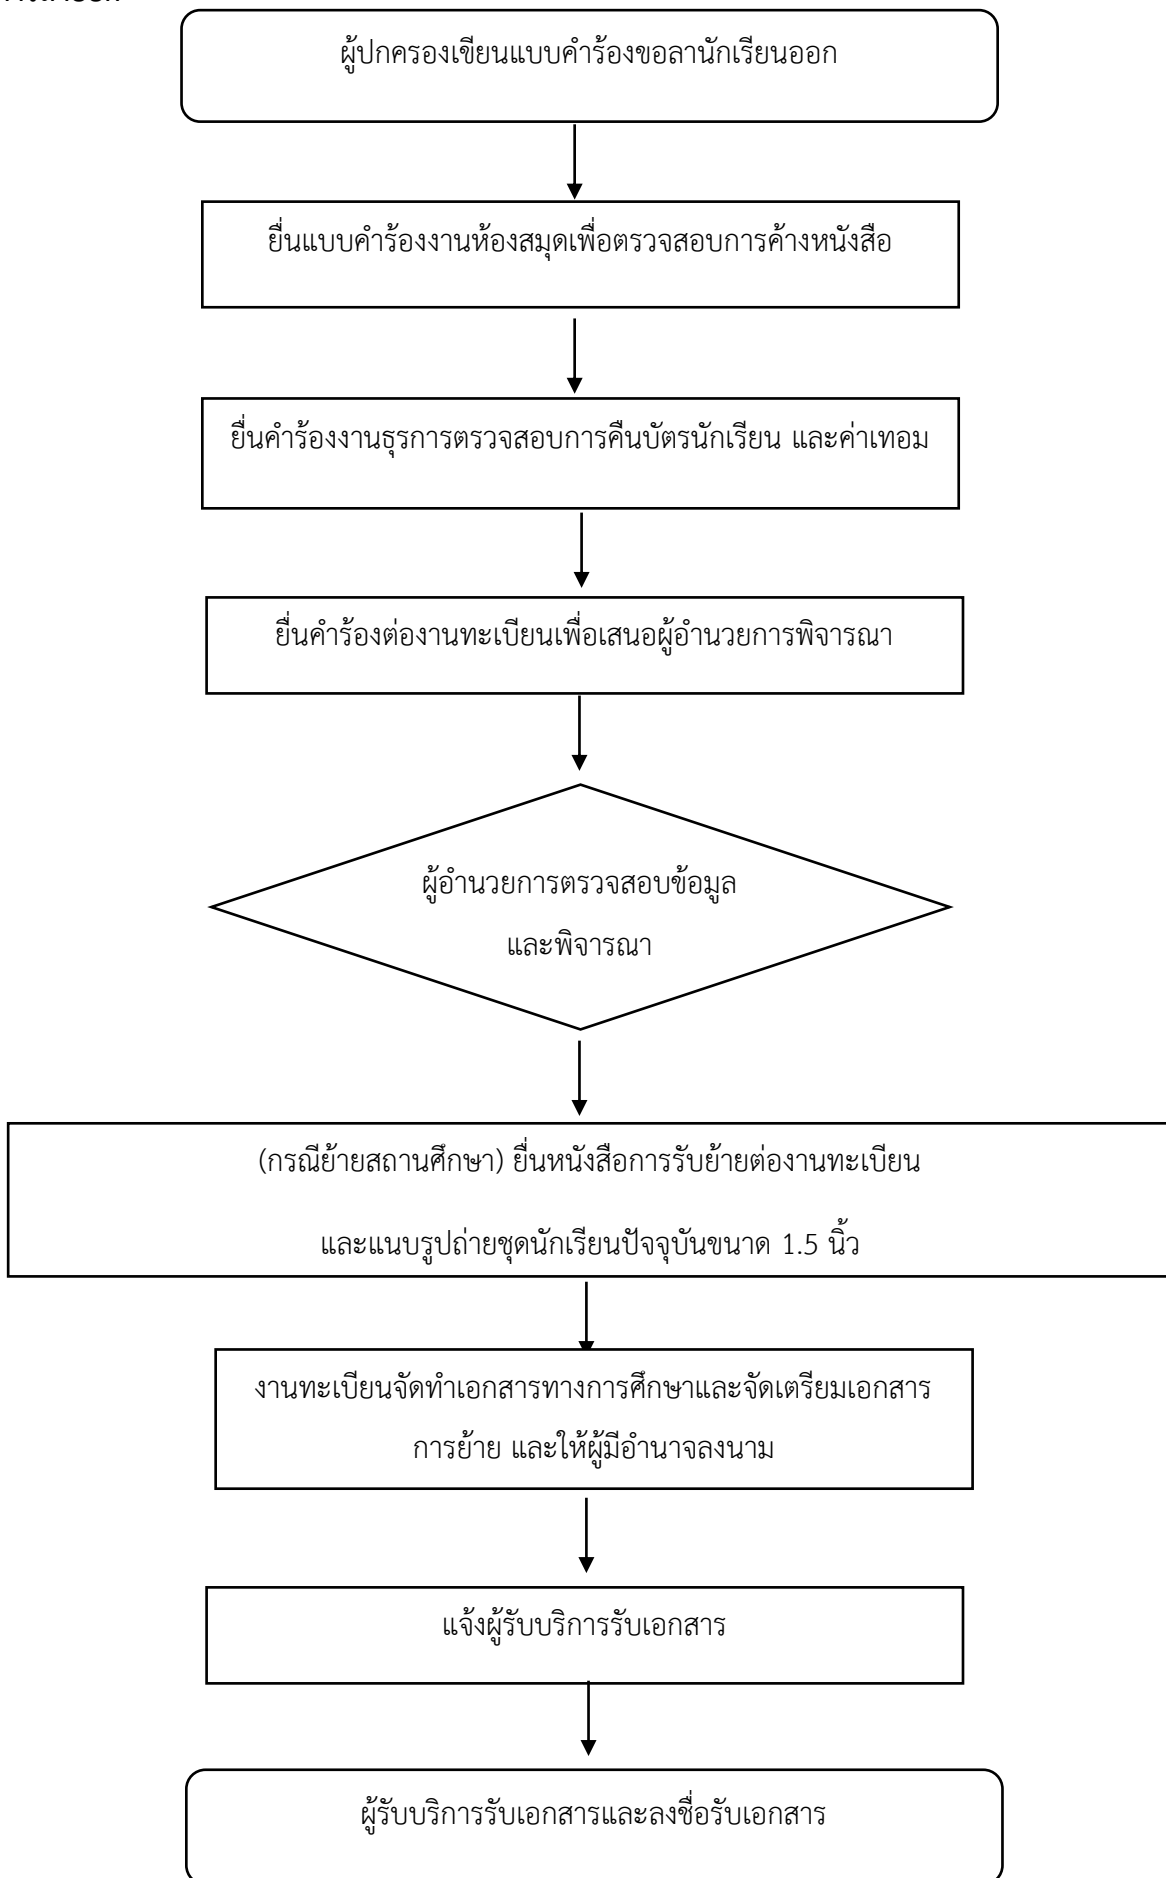 ผู้ปกครองเขียนแบบคำร้องขอลานักเรียนออก
ยื่นแบบคำร้องงานห้องสมุดเพื่อตรวจสอบการค้างหนังสือ
ยื่นคำร้องงานธุรการตรวจสอบการคืนบัตรนักเรียน และค่าเทอม
ยื่นคำร้องต่องานทะเบียนเพื่อเสนอผู้อำนวยการพิจารณา
ผู้อำนวยการตรวจสอบข้อมูล
และพิจารณา
(กรณีย้ายสถานศึกษา) ยื่นหนังสือการรับย้ายต่องานทะเบียน
และแนบรูปถ่ายชุดนักเรียนปัจจุบันขนาด 1.5 นิ้ว
งานทะเบียนจัดทำเอกสารทางการศึกษาและจัดเตรียมเอกสาร
การย้าย และให้ผู้มีอำนาจลงนาม
แจ้งผู้รับบริการรับเอกสาร
ผู้รับบริการรับเอกสารและลงชื่อรับเอกสาร